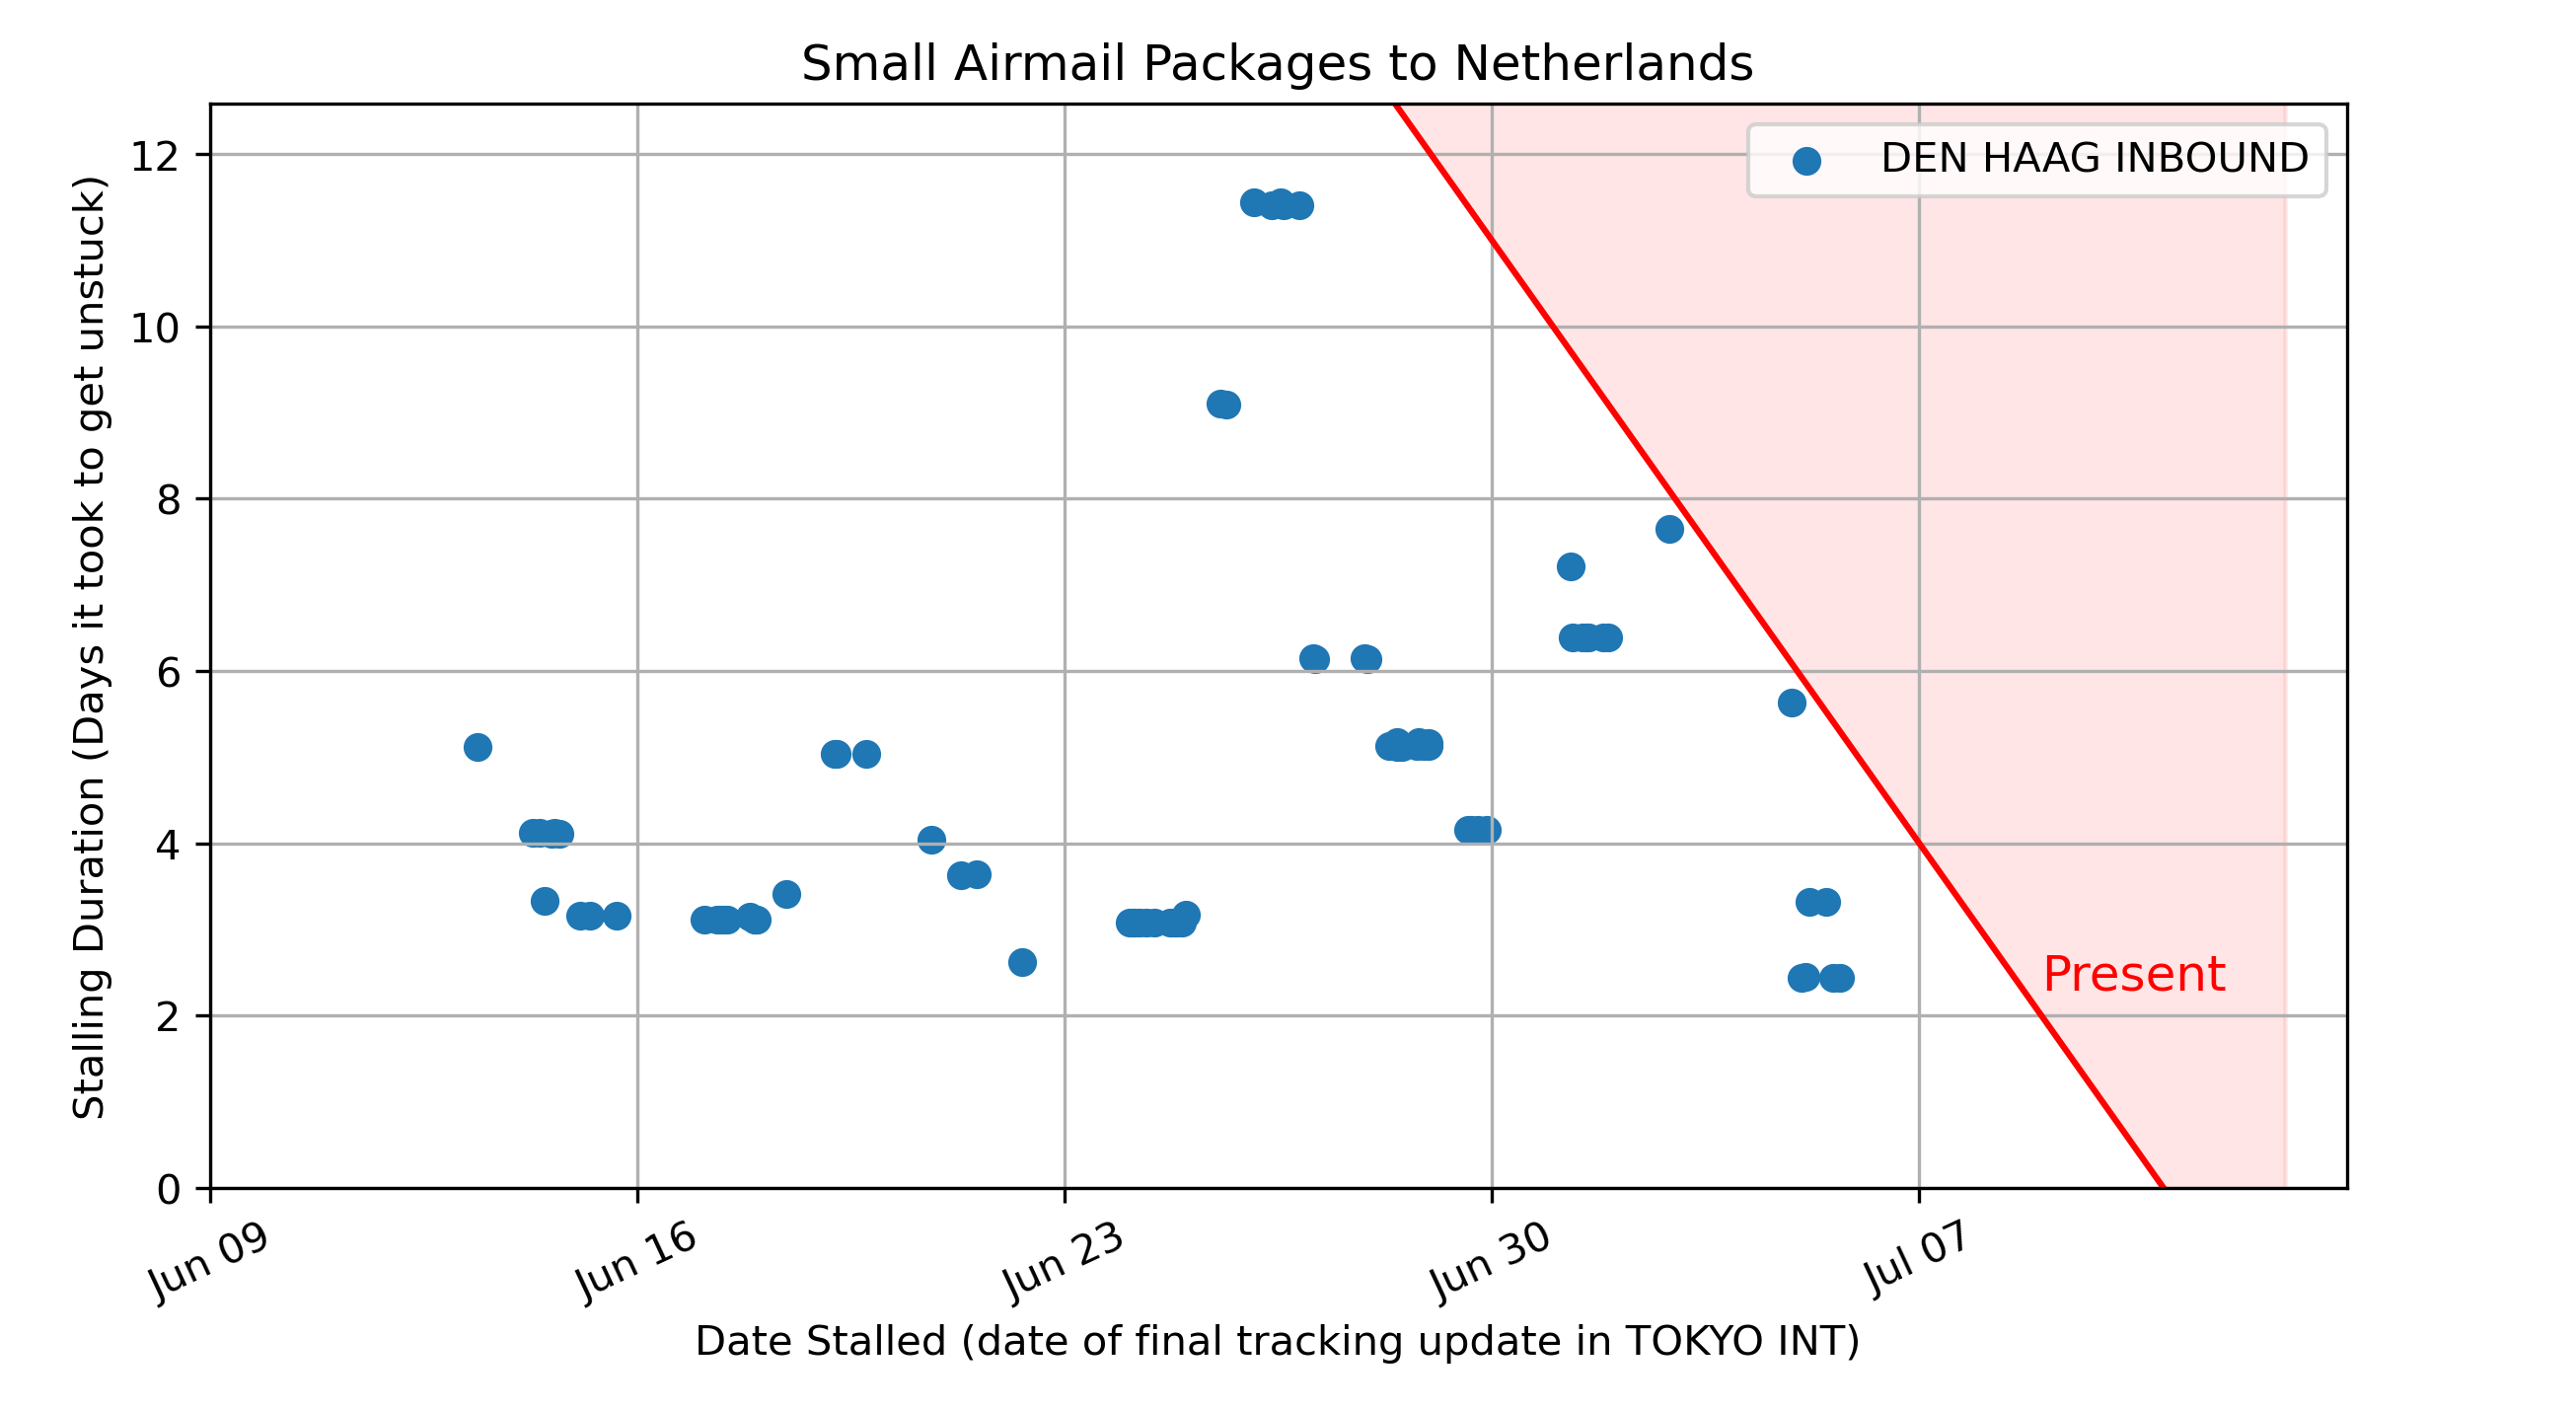 Small Airmail Packages to Netherlands
DEN HAAG INBOUND
Stalling Duration (Days it took to get unstuck)
12
10
8
6
4
2
0
Present
Jun 09
Jun 16
Jun 23
Jun 30
Jul 07
Date Stalled (date of final tracking update in TOKYO INT)